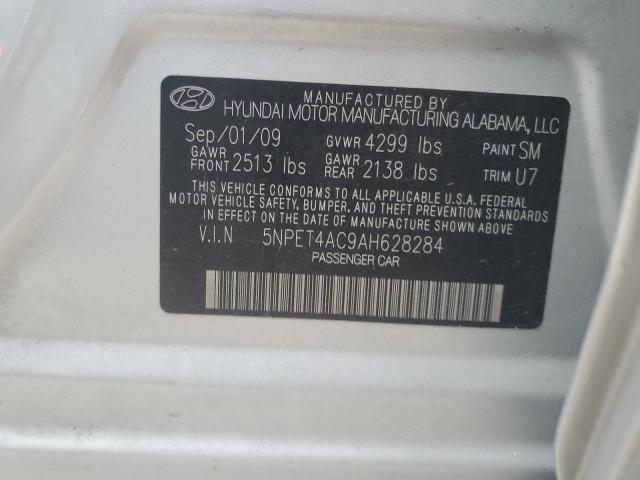 MANUFACTURED BY
HYUNDAI MOTOR MANUFACTURING ALABAMA, LLC
Sep/01/09 GVWR 4299 lbs PAINT SM
GAWR FRONT 2513 lbs GAWR REAR 2138 lbs TRIM U7
THIS VEHICLE CONFORMS TO ALL APPLICABLE U.S. FEDERAL
MOTOR VEHICLE SAFETY, BUMPER, AND THEFT PREVENTION STANDARDS
IN EFFECT ON THE DATE OF MANUFACTURE SHOWN ABOVE
V.I.N 5NPET4AC9AH628284
PASSENGER CAR